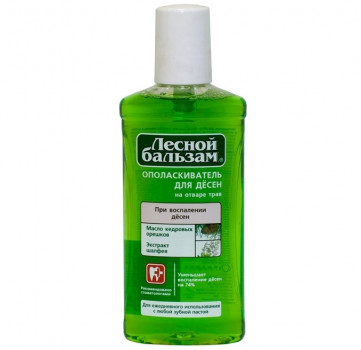 Лесной
бальзам®
ОПОЛАСКИВАТЕЛЬ
ДЛЯ ДЁСЕН
на отваре трав
При воспалении
дёсен
Масло кедровых
орешков
Экстракт
шалфея
Рекомендовано
стоматологами
Уменьшает
воспаление дёсен
на 74%
Для ежедневного использования
с любой зубной пастой